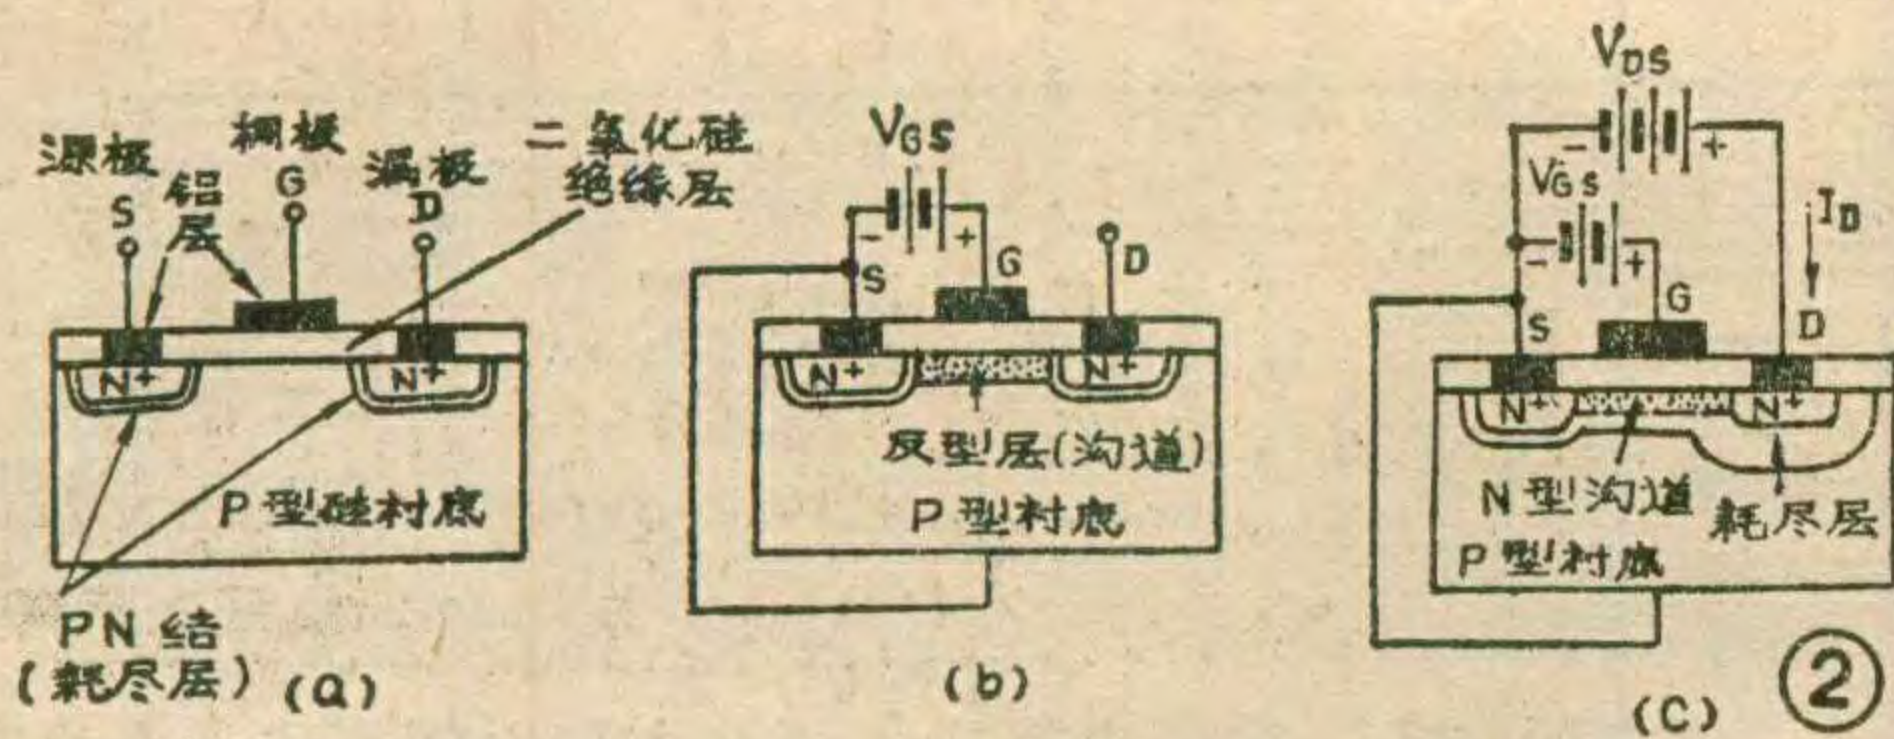 源极
S
铝
层
栅极
G
漏极
D
二氧化硅
绝缘层
N+
N+
P型硅衬底
PN结
(耗尽层)
(a)
VGS
-
+
S
G
D
N+
N+
反型层(沟道)
P型衬底
(b)
VDS
-
+
VGS
-
+
ID
G
S
D
N+
N+
N型沟道
耗尽层
P型衬底
(C)
②